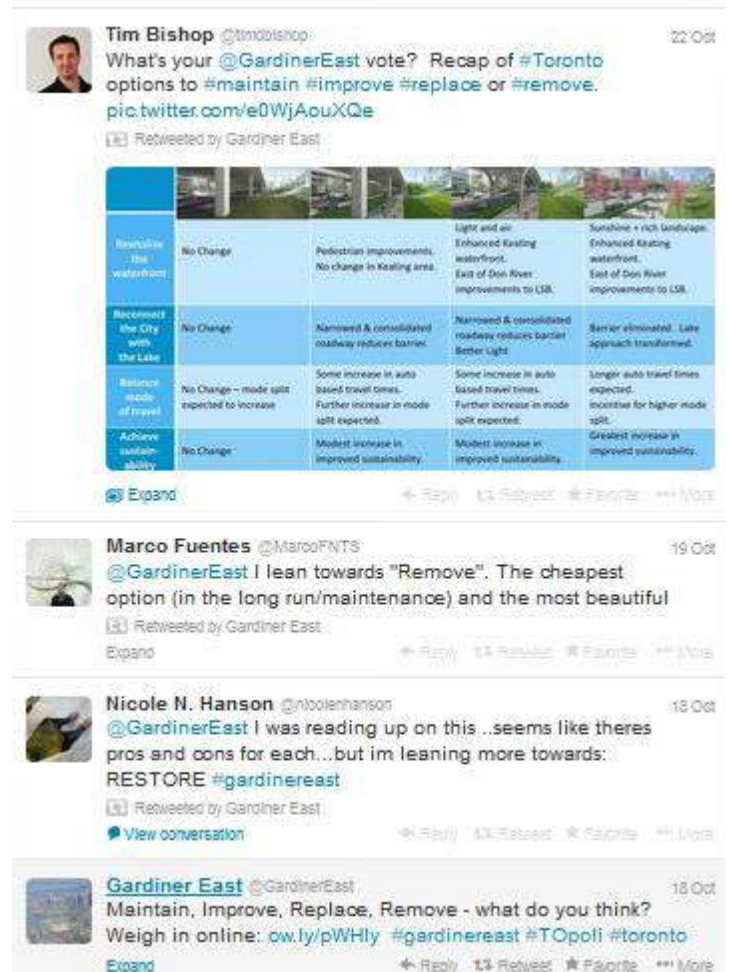 Tim Bishop @timdbishop 22 Oct
What's your @GardinerEast vote? Recap of #Toronto
options to #maintain #improve #replace or #remove.
pic.twitter.com/e0WjAouXQe
Retweeted by Gardiner East
Revitalize
the
waterfront
No Change
Pedestrian improvements.
No change in Keating area.
Light and air
Enhanced Keating
waterfront.
East of Don River
improvements to LSB.
Sunshine + rich landscape.
Enhanced Keating
waterfront.
East of Don River
improvements to LSB.
Reconnect
the City
with
the Lake
No Change
Narrowed & consolidated
roadway reduces barrier.
Narrowed & consolidated
roadway reduces barrier
Better Light
Barrier eliminated. Lake
approach transformed.
Balance
mode
of travel
No Change – mode split
expected to increase
Some increase in auto
based travel times.
Further increase in mode
split expected.
Some increase in auto
based travel times.
Further increase in mode
split expected.
Longer auto travel times
expected.
Incentive for higher mode
split.
Achieve
sustain-
ability
No Change
Modest increase in
improved sustainability.
Modest increase in
improved sustainability.
Greatest increase in
improved sustainability.
Expand Reply Retweet Favorite More
Marco Fuentes @MarcoFNTS 19 Oct
@GardinerEast I lean towards "Remove". The cheapest
option (in the long run/maintenance) and the most beautiful
Retweeted by Gardiner East
Expand Reply Retweet Favorite More
Nicole N. Hanson @nicolenhanson 18 Oct
@GardinerEast I was reading up on this ..seems like theres
pros and cons for each...but im leaning more towards:
RESTORE #gardinereast
Retweeted by Gardiner East
View conversation Reply Retweet Favorite More
Gardiner East @GardinerEast 18 Oct
Maintain, Improve, Replace, Remove - what do you think?
Weigh in online: ow.ly/pWHly #gardinereast #TOpoli #toronto
Expand Reply Retweet Favorite More